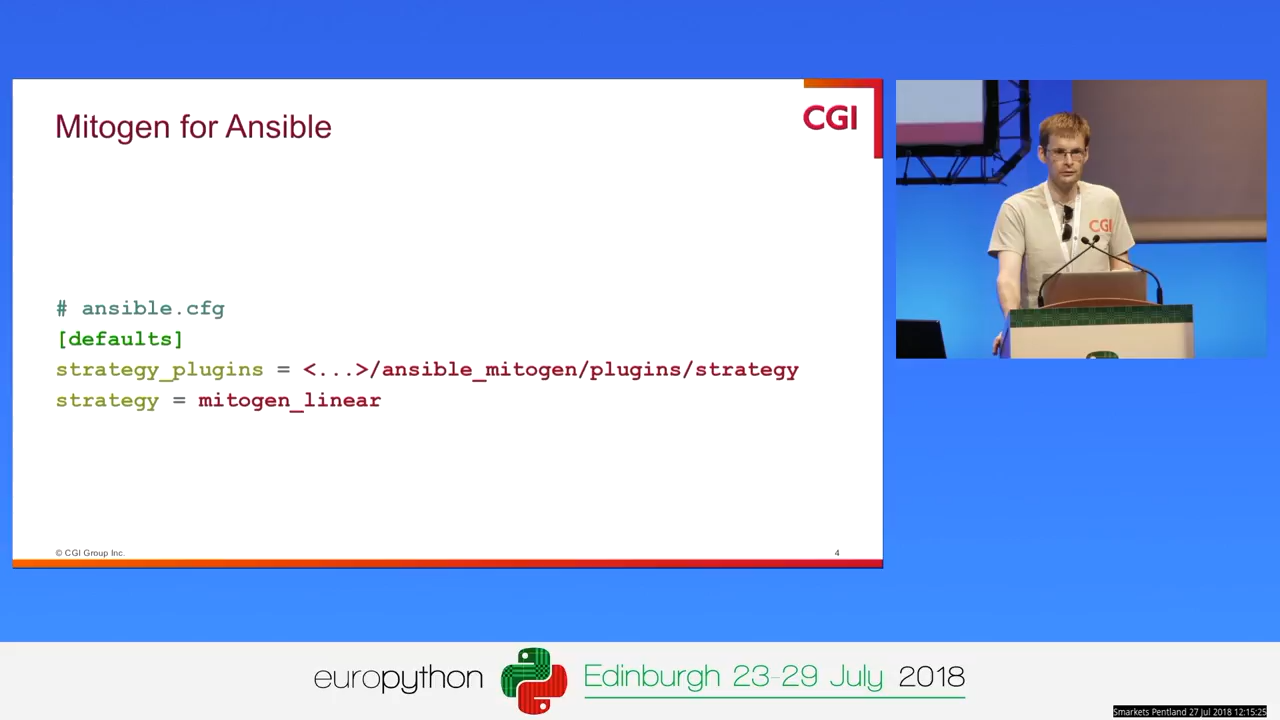 Mitogen for Ansible
CGI
# ansible.cfg
[defaults]
strategy_plugins = <...>/ansible_mitogen/plugins/strategy
strategy = mitogen_linear
© CGI Group Inc.
4
CGI
europython
Edinburgh 23-29 July 2018
Smarkets Pentland 27 Jul 2018 12:15:25